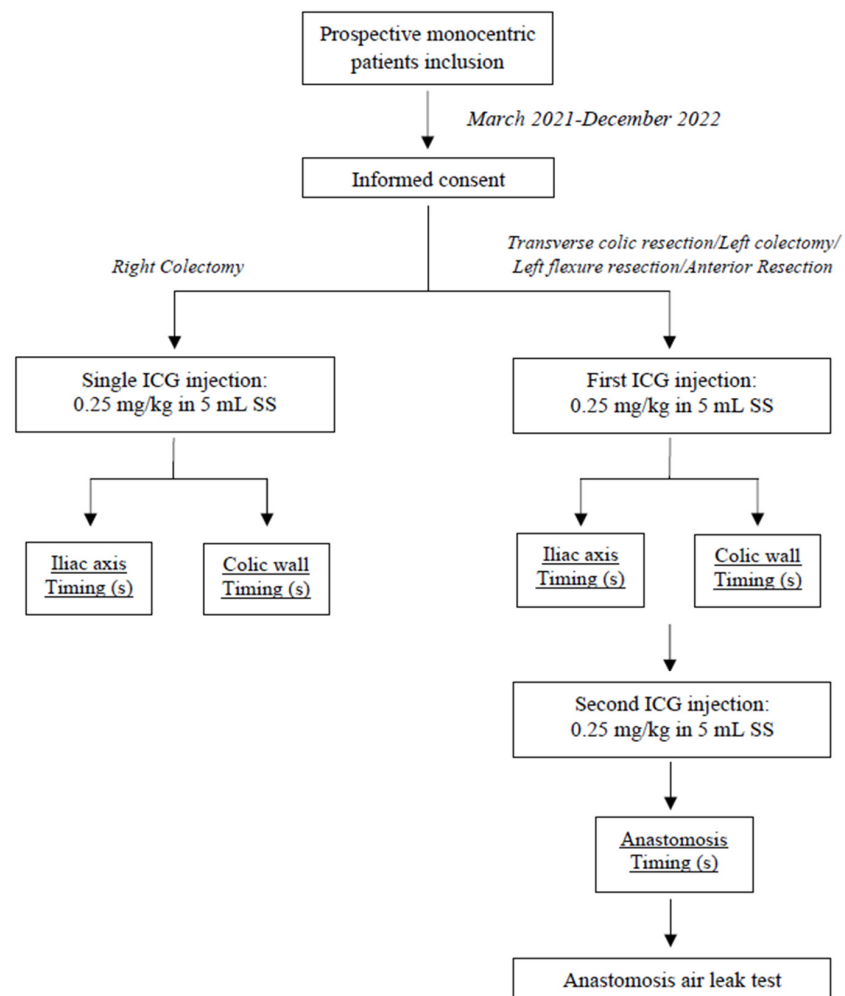 Prospective monocentric
patients inclusion
March 2021-December 2022
Informed consent
Right Colectomy
Transverse colic resection/Left colectomy/
Left flexure resection/Anterior Resection
Single ICG injection:
0.25 mg/kg in 5 mL SS
First ICG injection:
0.25 mg/kg in 5 mL SS
Iliac axis
Timing (s)
Colic wall
Timing (s)
Iliac axis
Timing (s)
Colic wall
Timing (s)
Second ICG injection:
0.25 mg/kg in 5 mL SS
Anastomosis
Timing (s)
Anastomosis air leak test